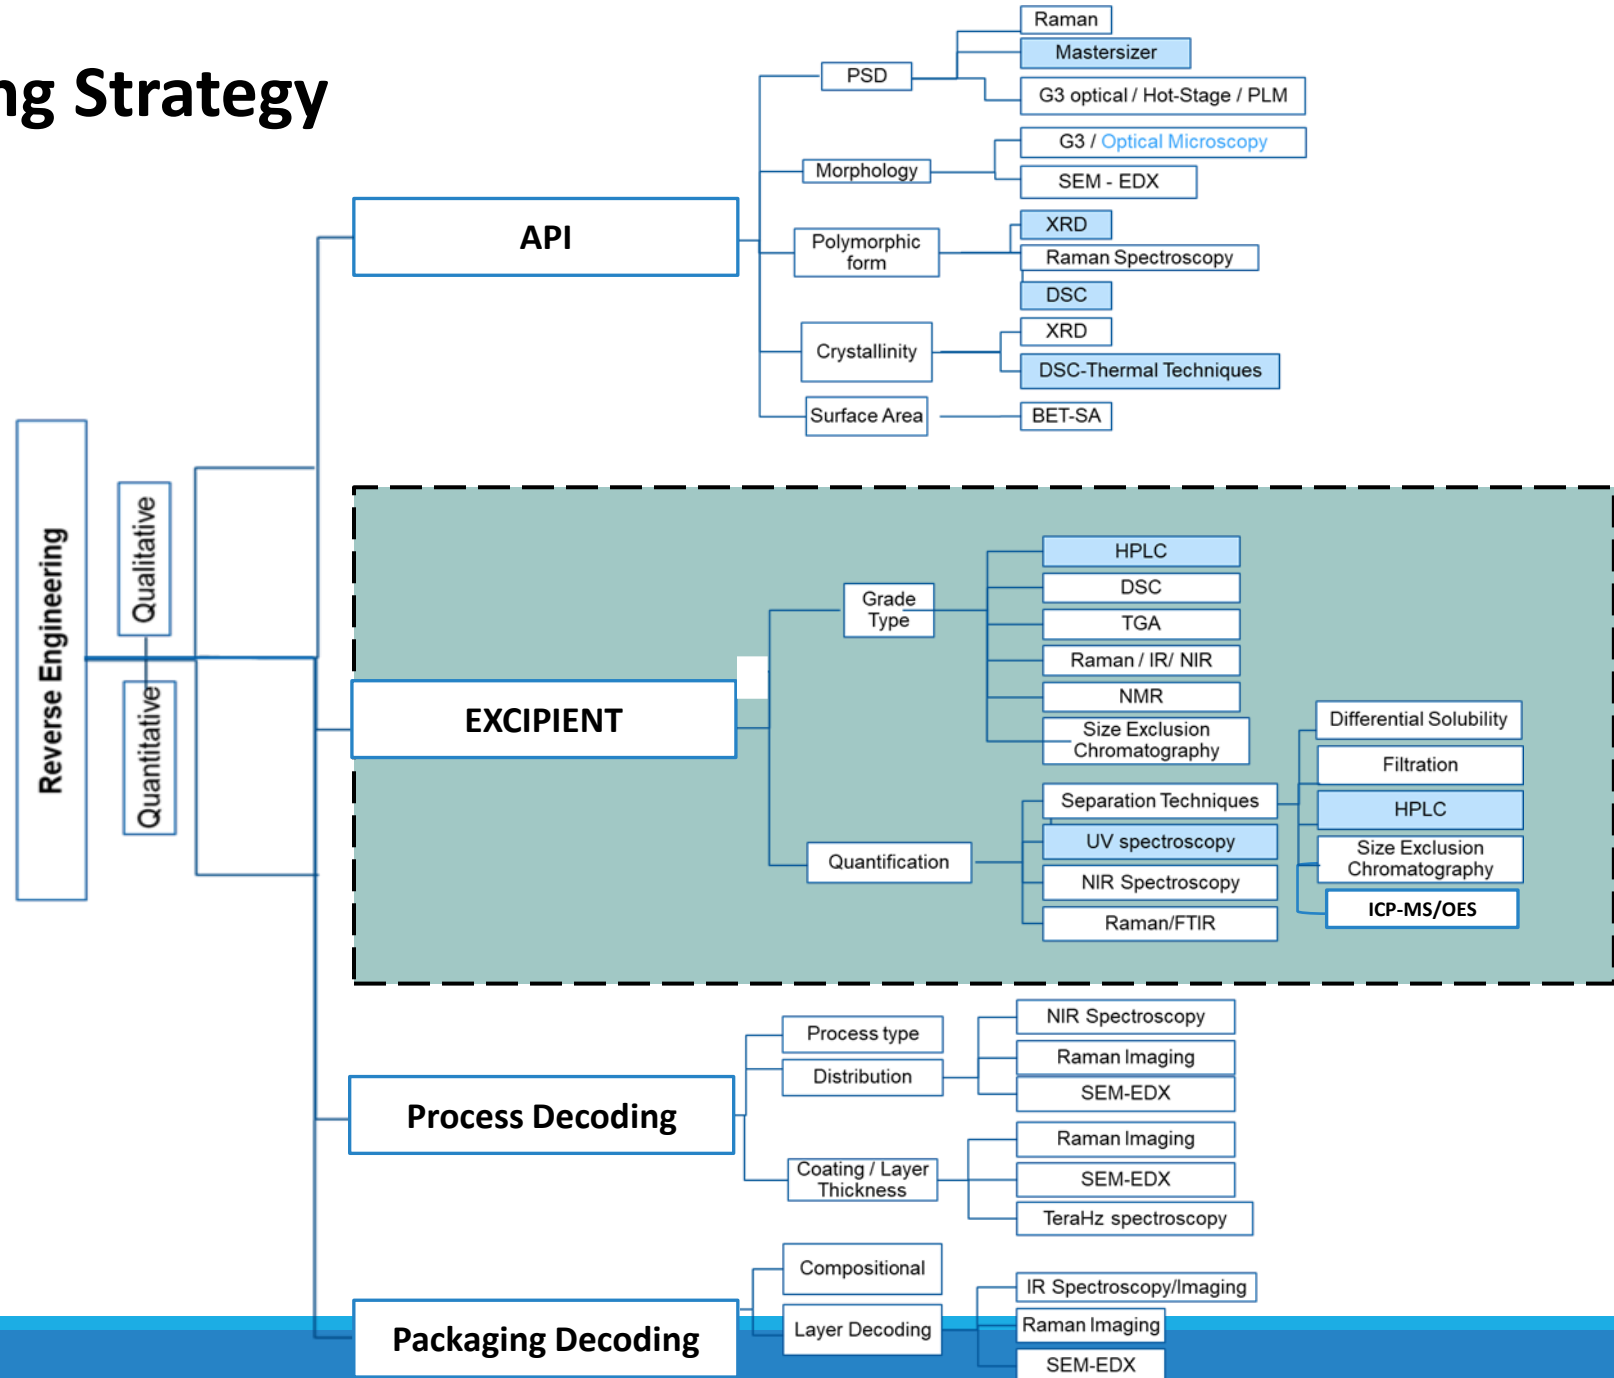 ng Strategy
Reverse Engineering
Qualitative
Quantitative
API
PSD
Raman
Mastersizer
G3 optical / Hot-Stage / PLM
Morphology
G3 / Optical Microscopy
SEM - EDX
Polymorphic
form
XRD
Raman Spectroscopy
DSC
Crystallinity
XRD
DSC-Thermal Techniques
Surface Area
BET-SA
EXCIPIENT
Grade
Type
HPLC
DSC
TGA
Raman / IR/ NIR
NMR
Size Exclusion
Chromatography
Quantification
Separation Techniques
UV spectroscopy
NIR Spectroscopy
Raman/FTIR
Differential Solubility
Filtration
HPLC
Size Exclusion
Chromatography
ICP-MS/OES
Process Decoding
Process type
Distribution
NIR Spectroscopy
Raman Imaging
SEM-EDX
Coating / Layer
Thickness
Raman Imaging
SEM-EDX
TeraHz spectroscopy
Packaging Decoding
Compositional
Layer Decoding
IR Spectroscopy/Imaging
Raman Imaging
SEM-EDX